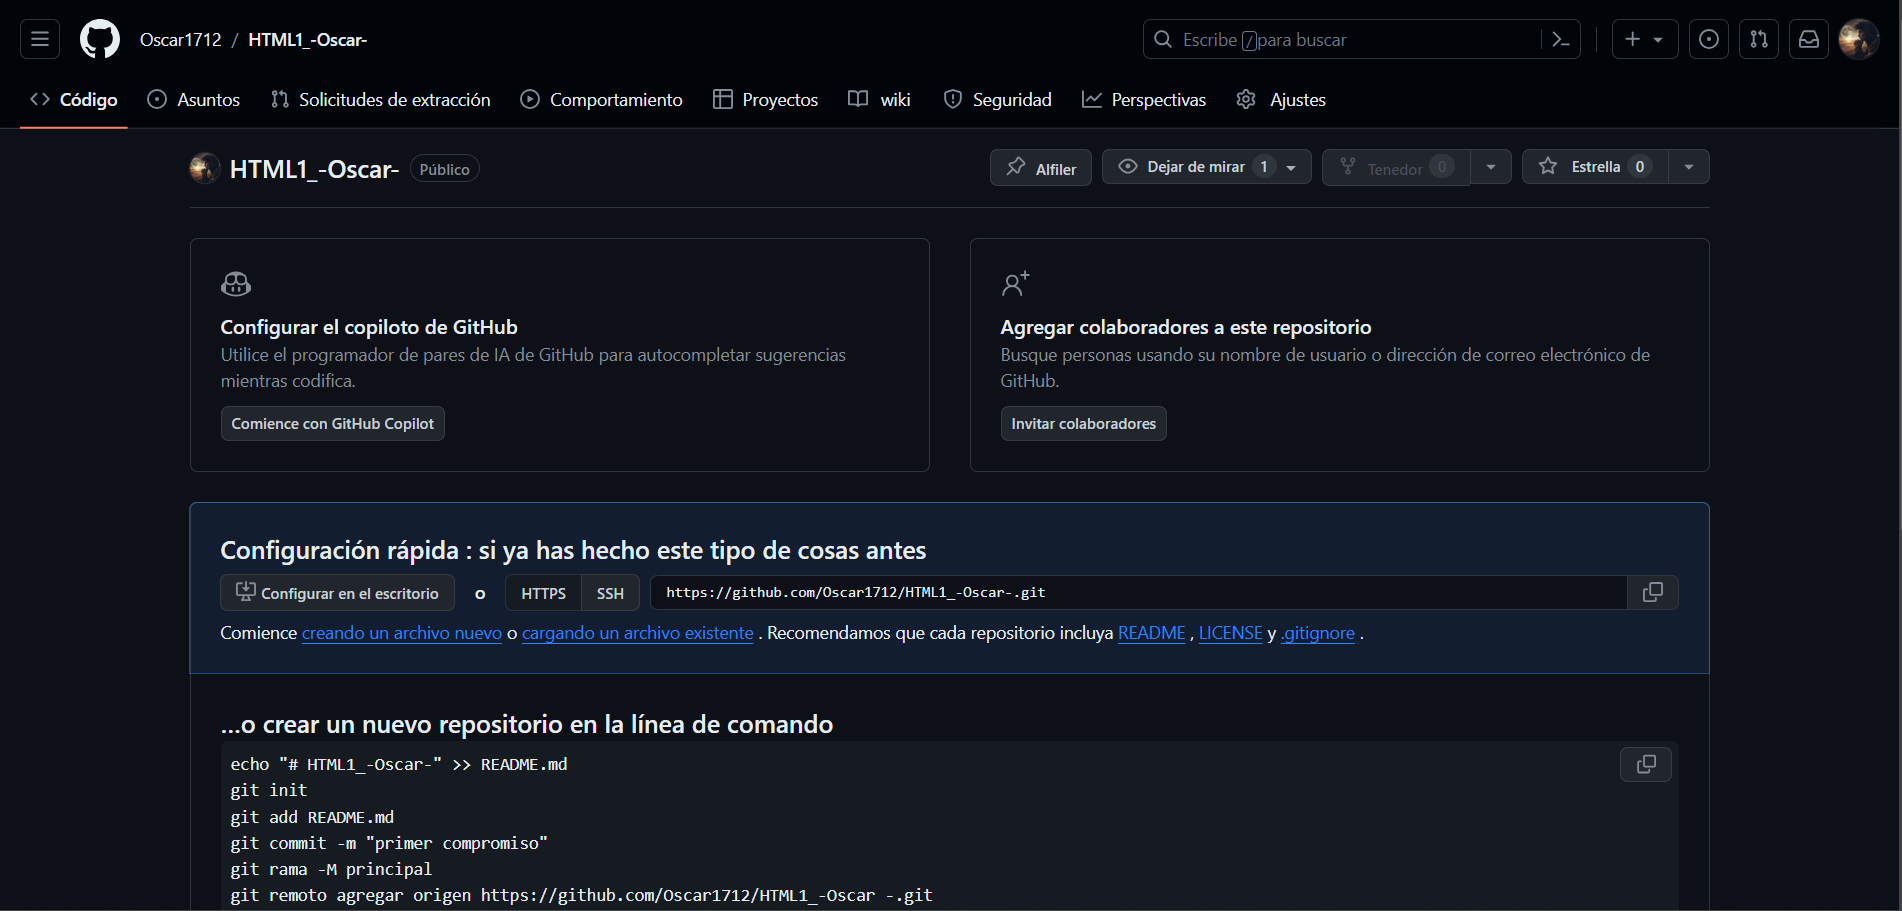 Oscar1712 / HTML1_-Oscar-
Escribe / para buscar
Código Asuntos Solicitudes de extracción Comportamiento Proyectos wiki Seguridad Perspectivas Ajustes
HTML1_-Oscar- Público
Alfiler Dejar de mirar 1 Tenedor 0 Estrella 0
Configurar el copiloto de GitHub
Utilice el programador de pares de IA de GitHub para autocompletar sugerencias
mientras codifica.
Comience con GitHub Copilot
Agregar colaboradores a este repositorio
Busque personas usando su nombre de usuario o dirección de correo electrónico de
GitHub.
Invitar colaboradores
Configuración rápida : si ya has hecho este tipo de cosas antes
Configurar en el escritorio o HTTPS SSH https://github.com/Oscar1712/HTML1_-Oscar-.git
Comience creando un archivo nuevo o cargando un archivo existente . Recomendamos que cada repositorio incluya README , LICENSE y .gitignore .
...o crear un nuevo repositorio en la línea de comando
echo "# HTML1_-Oscar-" >> README.md
git init
git add README.md
git commit -m "primer compromiso"
git rama -M principal
git remoto agregar origen https://github.com/Oscar1712/HTML1_-Oscar -.git